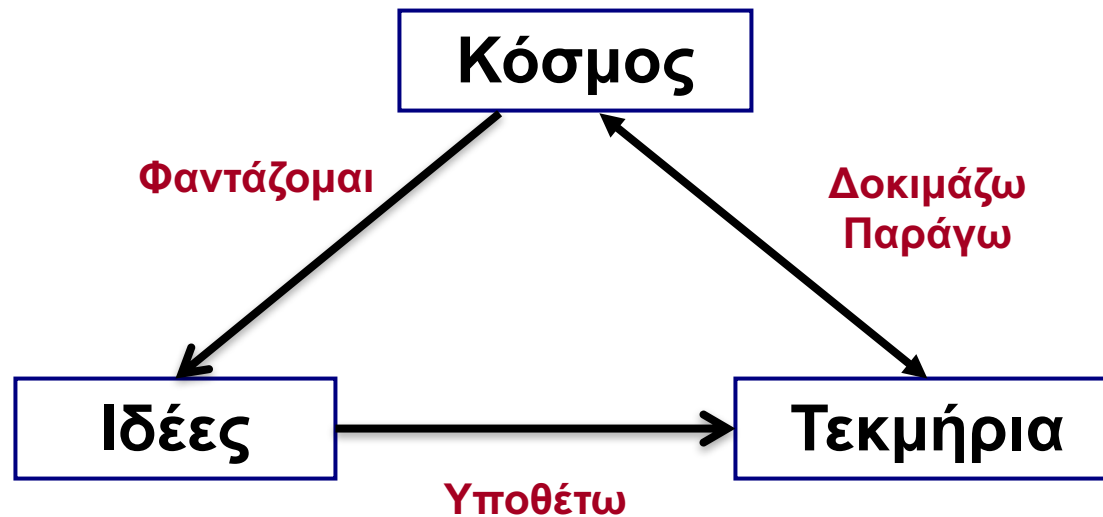 Κόσμος
Φαντάζομαι
Δοκιμάζω
Παράγω
Ιδέες
Τεκμήρια
Υποθέτω